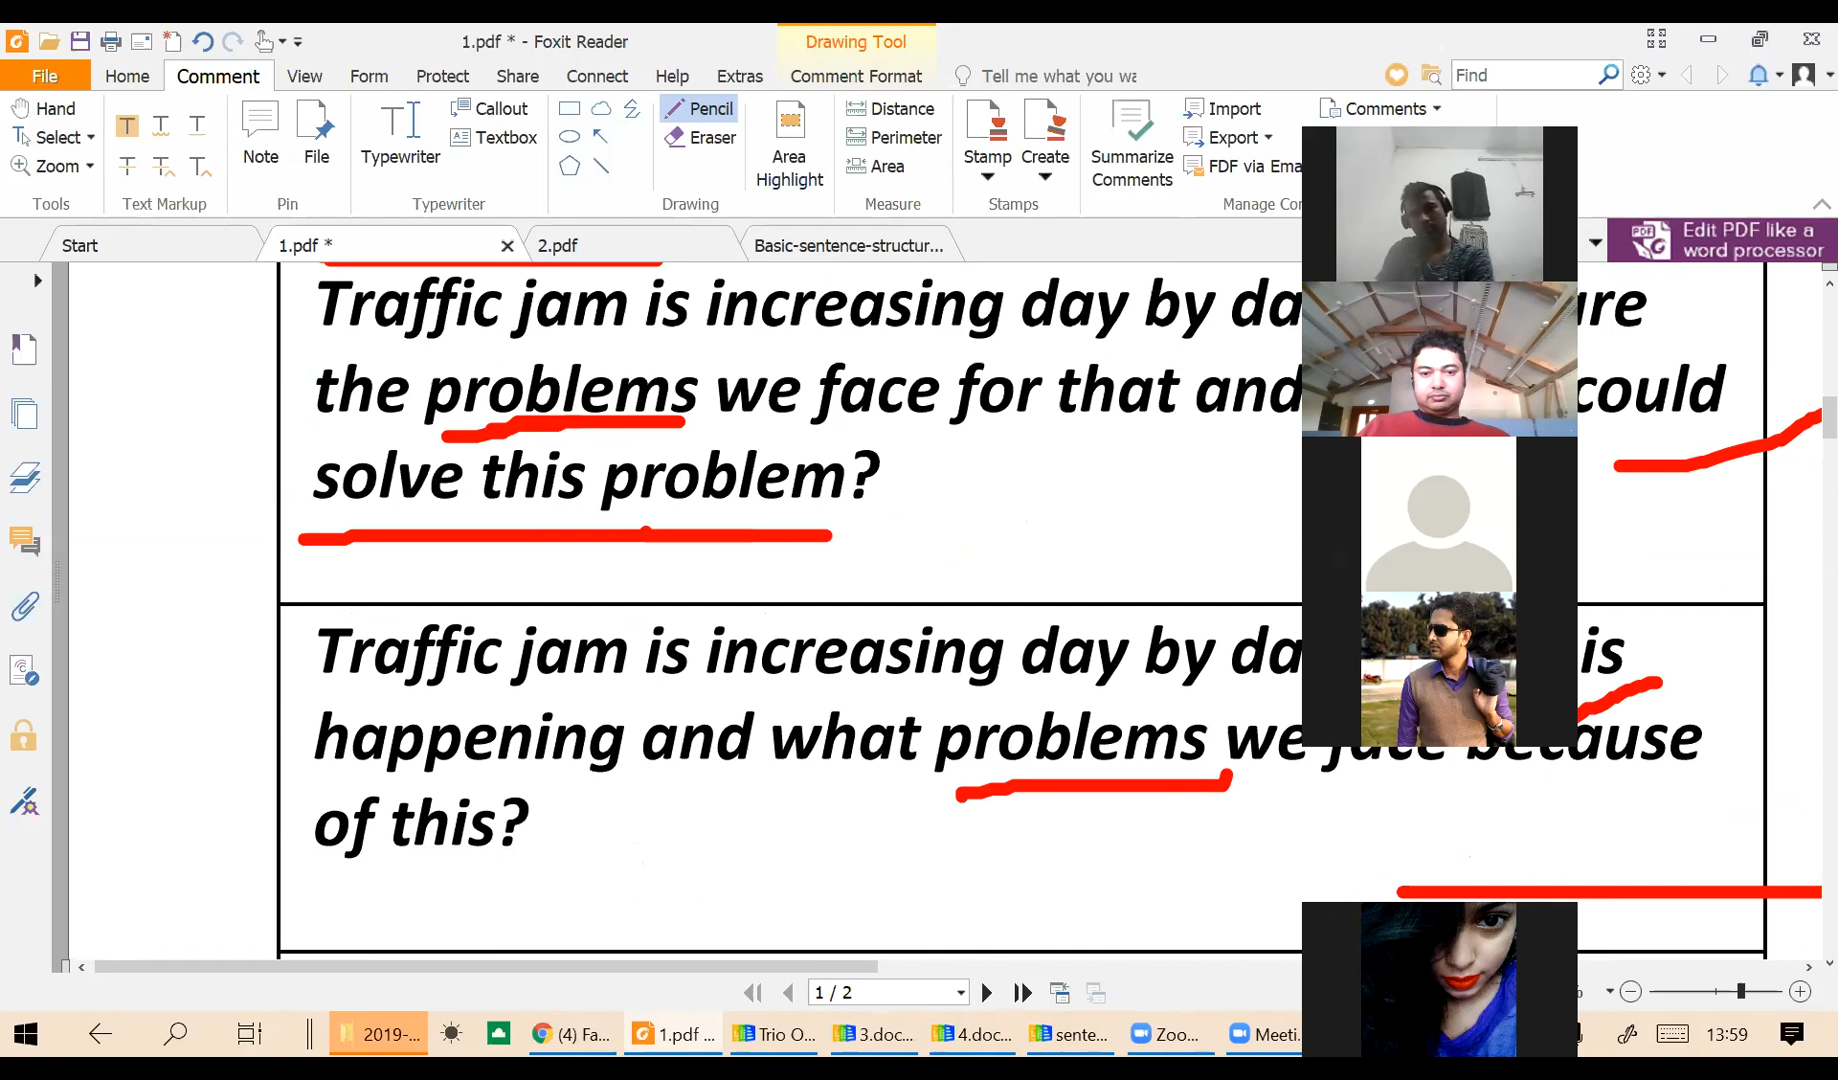 1.pdf * - Foxit Reader
Drawing Tool
File Home Comment View Form Protect Share Connect Help Extras Comment Format Tell me what you wa Find
Hand
Select
Zoom
Tools
Text Markup
Note
File
Pin
Typewriter
Callout
Textbox
Typewriter
Pencil
Eraser
Area Highlight
Drawing
Distance
Perimeter
Area
Measure
Stamp
Create
Stamps
Summarize Comments
Import
Export
FDF via Ema
Manage Co
Comments
Start
1.pdf *
2.pdf
Basic-sentence-structur...
Edit PDF like a
word processor
Traffic jam is increasing day by da are
the problems we face for that and could
solve this problem?
Traffic jam is increasing day by da is
happening and what problems we face because
of this?
1 / 2
2019-...
(4) Fa...
1.pdf ...
Trio O...
3.doc...
4.doc...
sente...
Zoo...
Meeti...
13:59